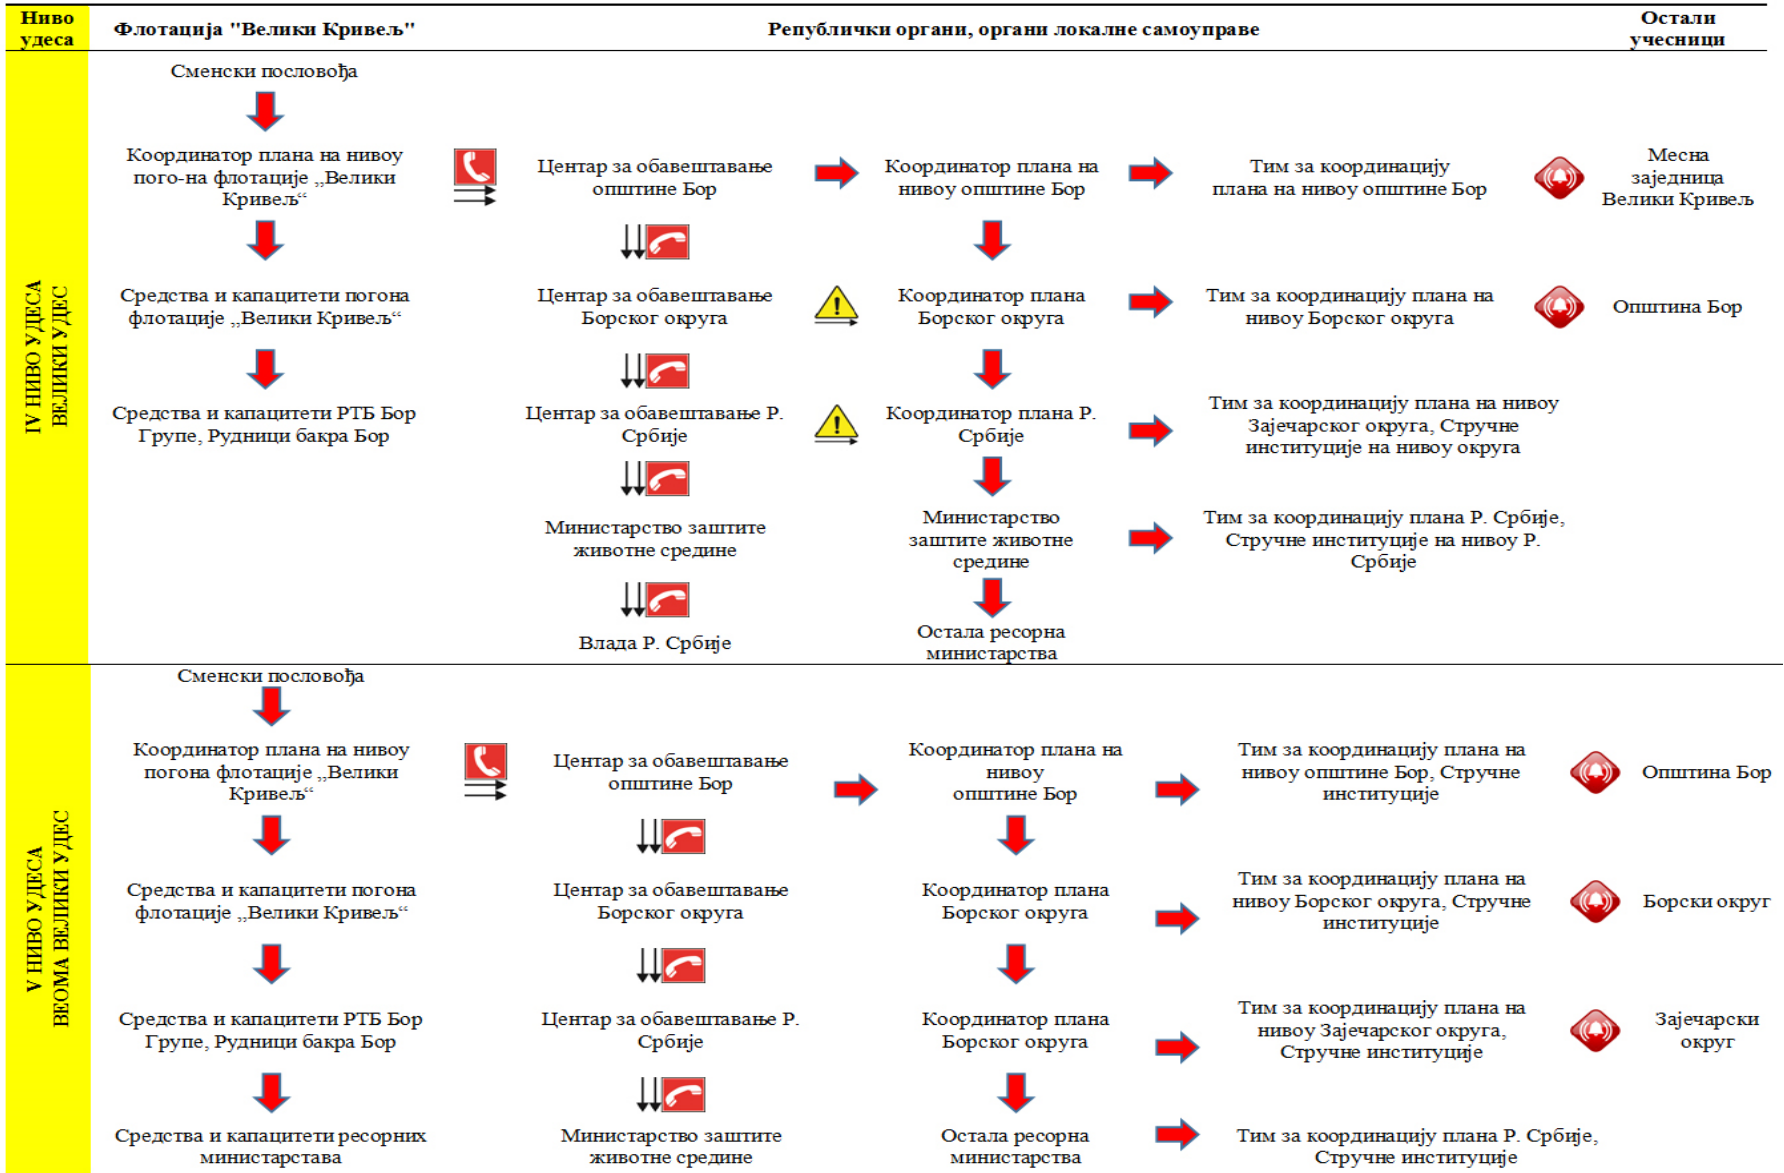 Ниво
удеса
Флотација "Велики Кривељ"
Републички органи, органи локалне самоуправе
Остали
учесници
IV НИВО УДЕСА
ВЕЛИКИ УДЕС
Сменски пословођа
Координатор плана на нивоу
пого-на флотације „Велики
Кривељ“
Центар за обавештавање
општине Бор
Координатор плана на
нивоу општине Бор
Тим за координацију
плана на нивоу општине Бор
Месна
заједница
Велики Кривељ
Средства и капацитети погона
флотације „Велики Кривељ“
Центар за обавештавање
Борског округа
Координатор плана
Борског округа
Тим за координацију плана на
нивоу Борског округа
Општина Бор
Средства и капацитети РТБ Бор
Групе, Рудници бакра Бор
Центар за обавештавање Р.
Србије
Координатор плана Р.
Србије
Тим за координацију плана на нивоу
Зајечарског округа, Стручне
институције на нивоу округа
Министарство заштите
животне средине
Министарство
заштите животне
средине
Тим за координацију плана Р. Србије,
Стручне институције на нивоу Р.
Србије
Влада Р. Србије
Остала ресорна
министарства
V НИВО УДЕСА
ВЕОМА ВЕЛИКИ УДЕС
Сменски пословођа
Координатор плана на нивоу
погона флотације „Велики
Кривељ“
Центар за обавештавање
општине Бор
Координатор плана на
нивоу
општине Бор
Тим за координацију плана на
нивоу општине Бор, Стручне
институције
Општина Бор
Средства и капацитети погона
флотације „Велики Кривељ“
Центар за обавештавање
Борског округа
Координатор плана
Борског округа
Тим за координацију плана на
нивоу Борског округа, Стручне
институције
Борски округ
Средства и капацитети РТБ Бор
Групе, Рудници бакра Бор
Центар за обавештавање Р.
Србије
Координатор плана
Борског округа
Тим за координацију плана на
нивоу Зајечарског округа,
Стручне институције
Зајечарски
округ
Средства и капацитети ресорних
министарстава
Министарство заштите
животне средине
Остала ресорна
министарства
Тим за координацију плана Р. Србије,
Стручне институције